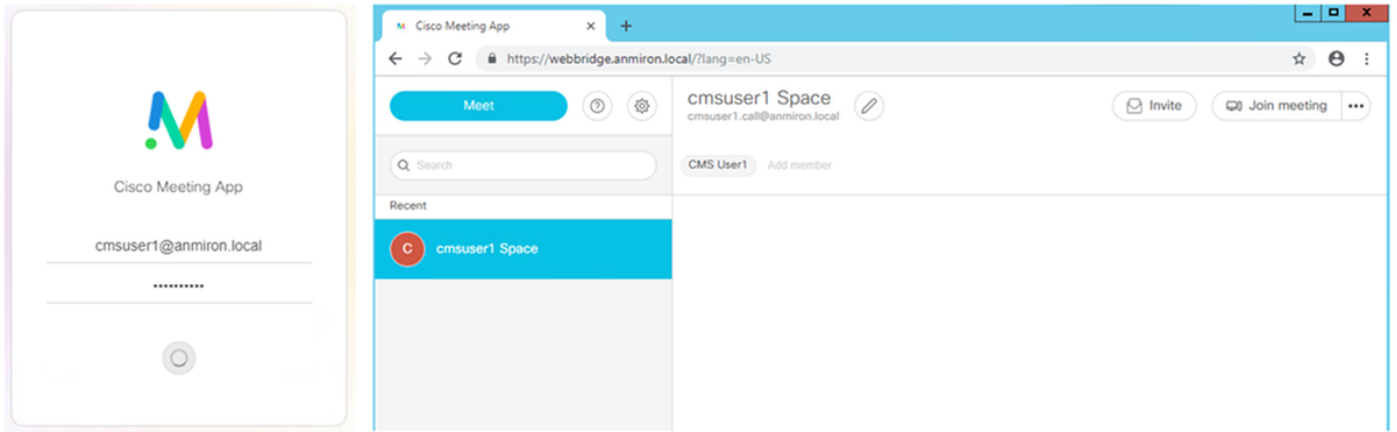 Cisco Meeting App
cmsuser1@anmiron.local
••••••••••
Cisco Meeting App
https://webbridge.anmiron.local/?lang=en-US
Meet
Search
Recent
C
cmsuser1 Space
cmsuser1 Space
cmsuser1.call@anmiron.local
Invite
Join meeting
CMS User1 Add member